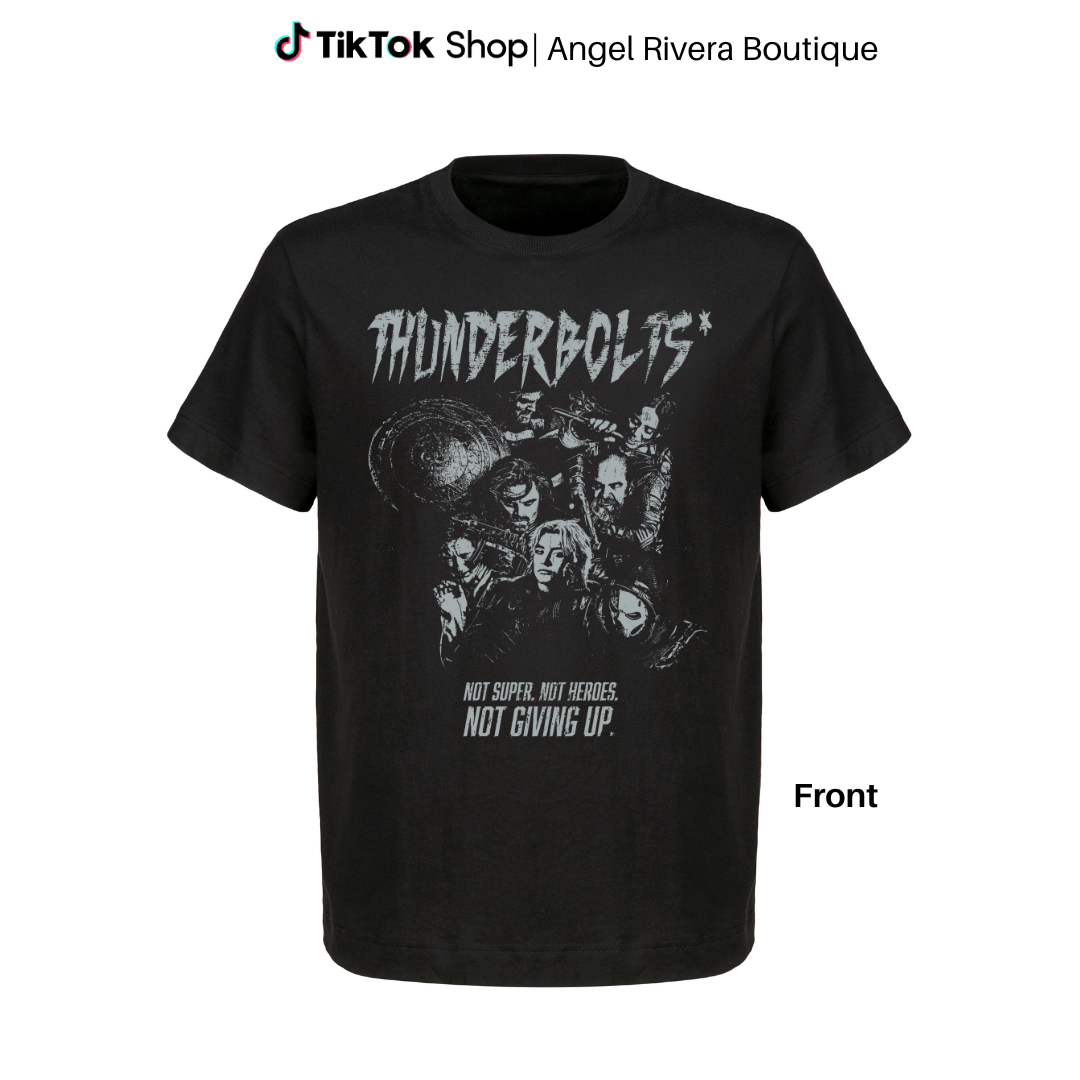 TikTok Shop| Angel Rivera Boutique
THUNDERBOLTS*
NOT SUPER. NOT HEROES.
NOT GIVING UP.
Front